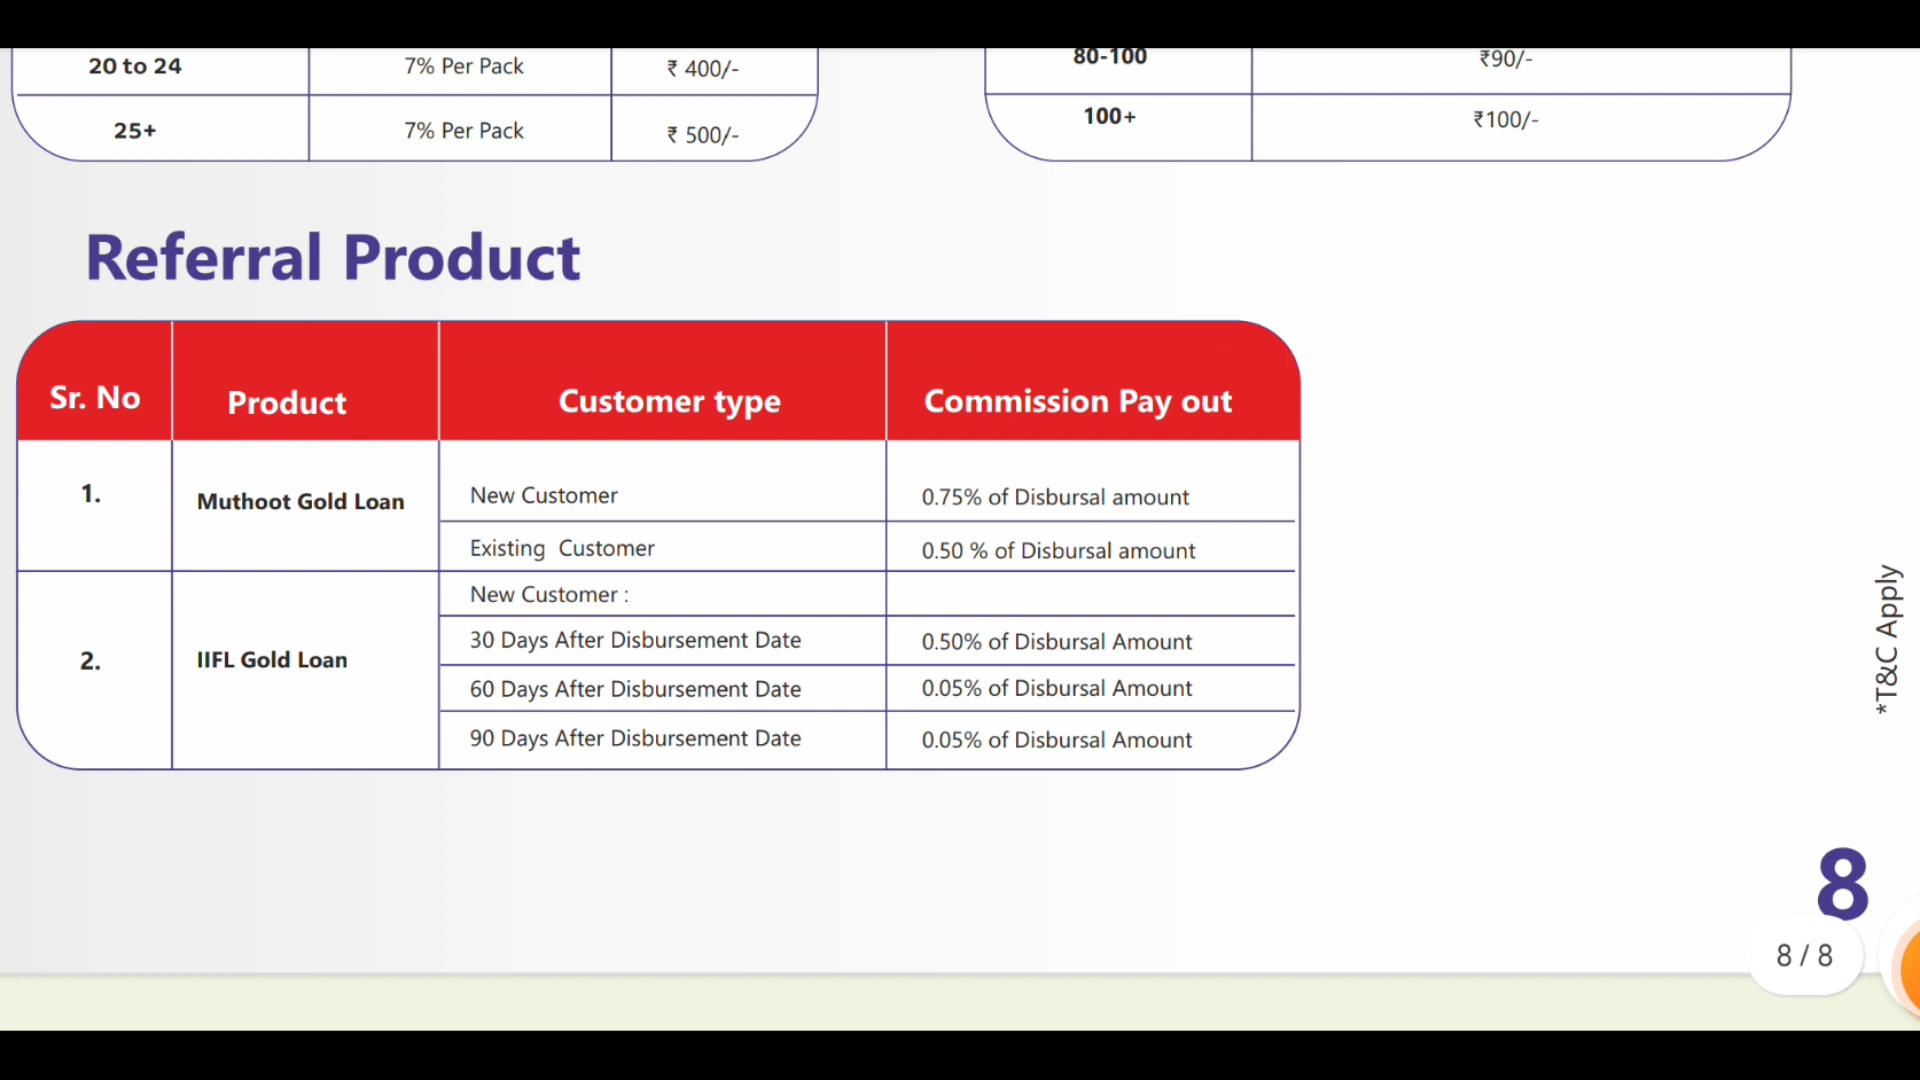 20 to 24 7% Per Pack ₹ 400/-
25+ 7% Per Pack ₹ 500/-
80-100 ₹90/-
100+ ₹100/-
Referral Product
Sr. No Product Customer type Commission Pay out
1. Muthoot Gold Loan New Customer 0.75% of Disbursal amount
Existing Customer 0.50 % of Disbursal amount
2. IIFL Gold Loan New Customer :
30 Days After Disbursement Date 0.50% of Disbursal Amount
60 Days After Disbursement Date 0.05% of Disbursal Amount
90 Days After Disbursement Date 0.05% of Disbursal Amount
*T&C Apply
8
8 / 8